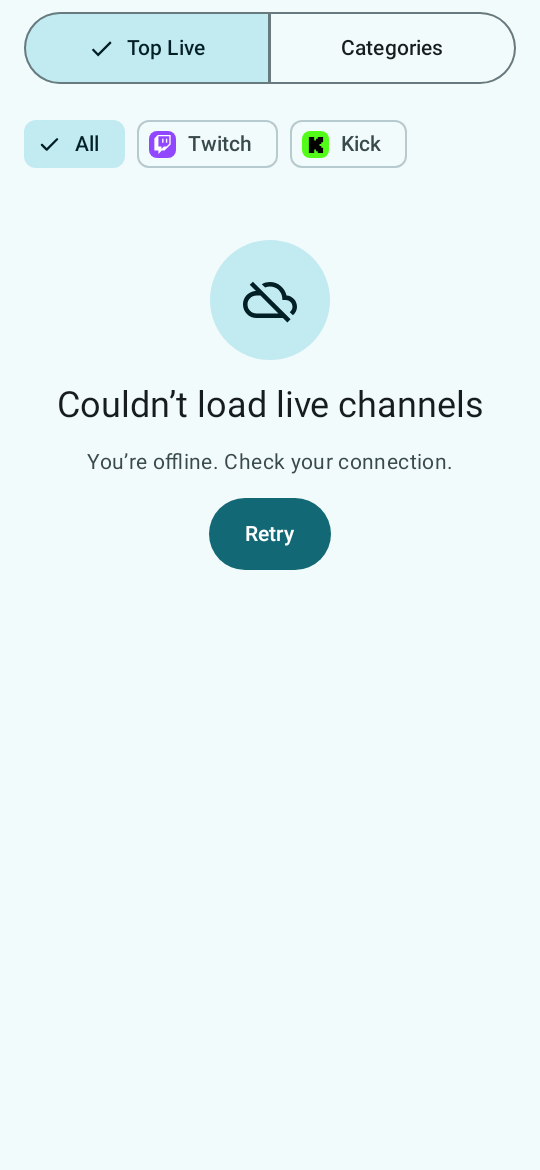 Top Live
Categories
All
Twitch
Kick
Couldn’t load live channels
You’re offline. Check your connection.
Retry